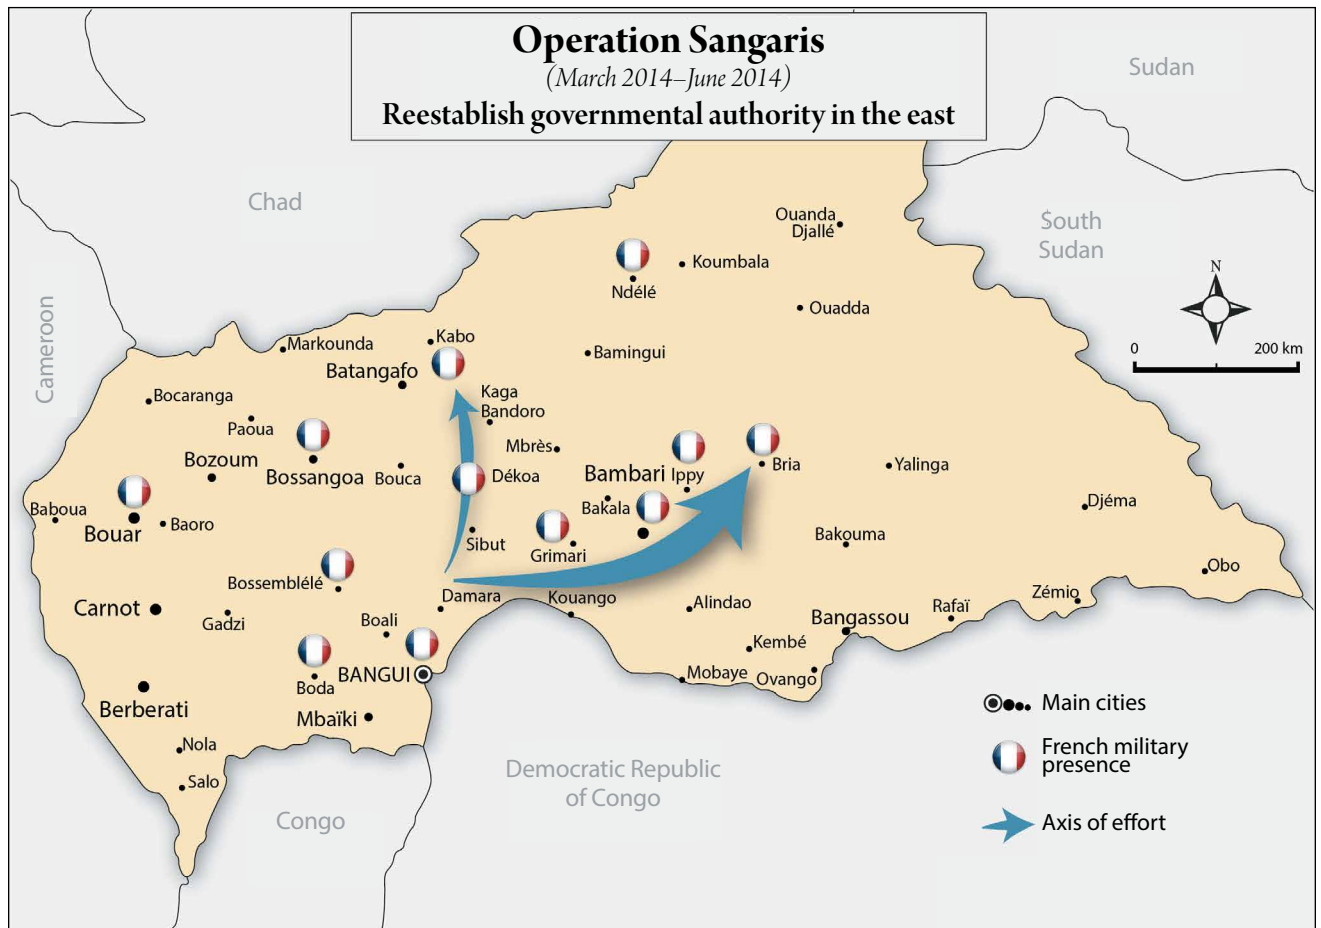 Operation Sangaris
(March 2014–June 2014)
Reestablish governmental authority in the east
Sudan
Chad
South
Sudan
Cameroon
Ouanda
Djallé
Koumbala
Ndélé
Ouadda
N
0
200 km
Markounda
Kabo
Bamingui
Batangafo
Bocaranga
Kaga
Bandoro
Paoua
Mbrès
Bozoum
Bossangoa
Bouca
Dékoa
Bambari
Ippy
Bria
Yalinga
Baboua
Bouar
Baoro
Bakala
Djéma
Sibut
Grimari
Bakouma
Obo
Bossemblélé
Damara
Kouango
Alindao
Zémio
Rafaï
Carnot
Gadzi
Boali
Bangassou
Kembé
Boda
BANGUI
Mobaye
Ovango
Berberati
Mbaïki
Nola
Salo
Main cities
French military
presence
Axis of effort
Democratic Republic
of Congo
Congo